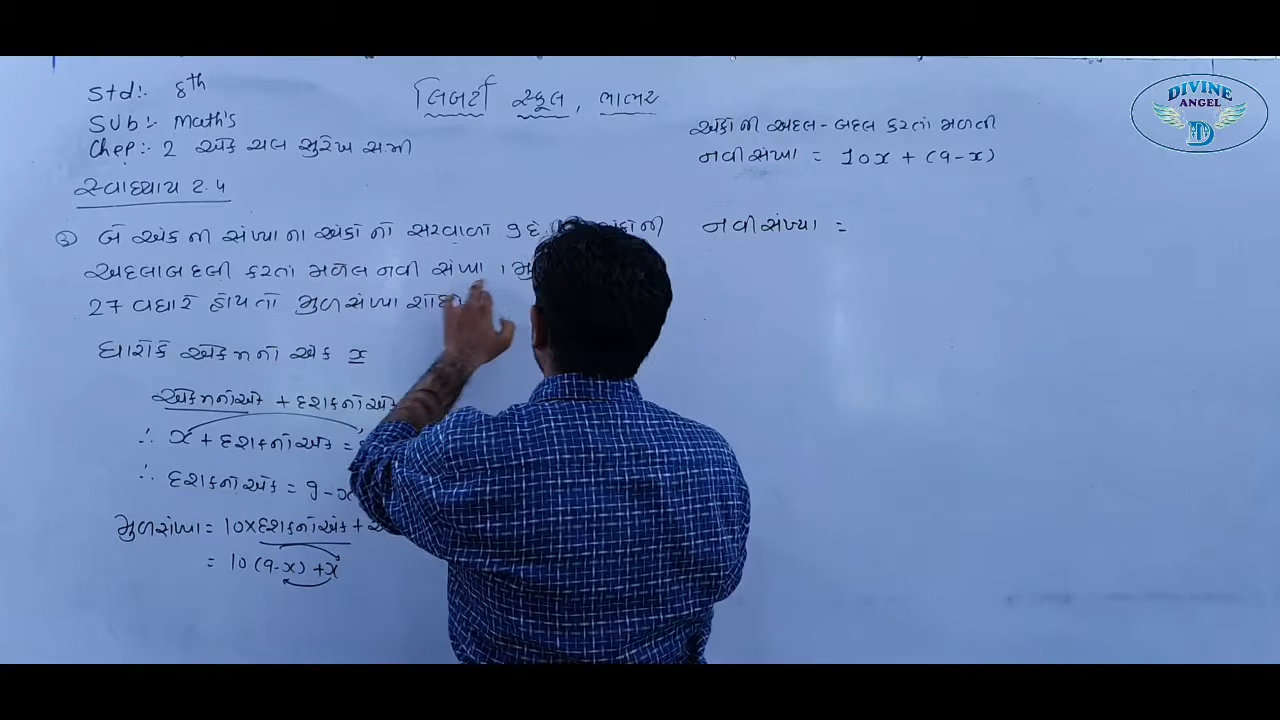 Std:- 8th
લિબર્ટી સ્કૂલ, ભાભર
Sub:- Math's
Chep:- 2 એક ચલ સુરેખ સમી
સ્વાધ્યાય 2.4
③ બે અંક ની સંખ્યા ના અંકો નો સરવાળો 9 છે
અદલાબદલી કરતા મળેલ નવી સંખ્યા
27 વધારે હોય તો મુળસંખ્યા
ધારોકે એકમનો અંક x
એકમનો અંક + દશકનો અંક
∴ x + દશકનો અંક =
∴ દશકનો અંક = 9-x
મુળસંખ્યા = 10×દશકનો અંક +
= 10(9-x) +x
અંકો ની અદલ-બદલ કરતા મળતી
નવી સંખ્યા = 10x + (9-x)
નવી સંખ્યા =
DIVINE
ANGEL
D